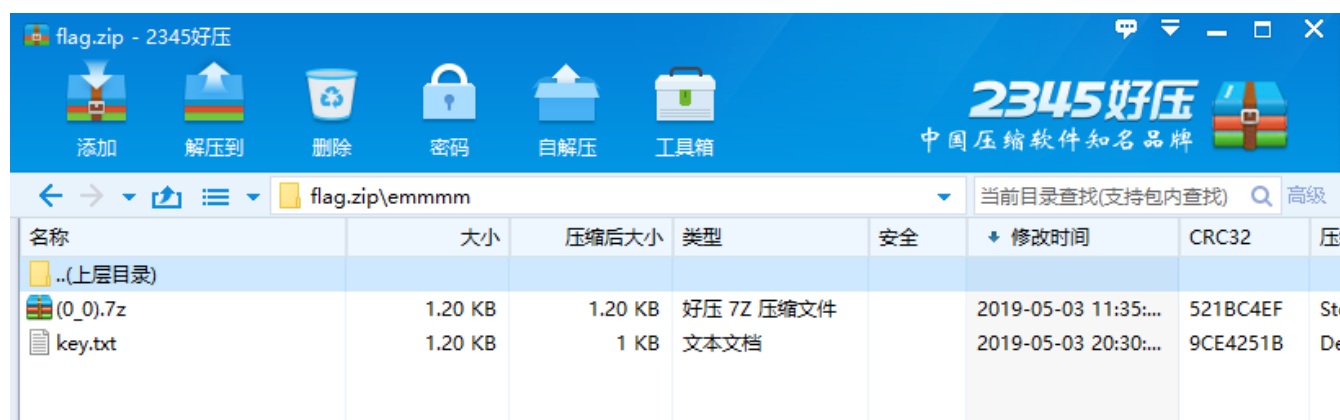 flag.zip - 2345好压
添加 解压到 删除 密码 自解压 工具箱
2345好压
中国压缩软件知名品牌
flag.zip\emmmm 当前目录查找(支持包内查找) 高级
名称 大小 压缩后大小 类型 安全 修改时间 CRC32 压
..(上层目录)
(0_0).7z 1.20 KB 1.20 KB 好压 7Z 压缩文件 2019-05-03 11:35:... 521BC4EF Sto
key.txt 1.20 KB 1 KB 文本文档 2019-05-03 20:30:... 9CE4251B De